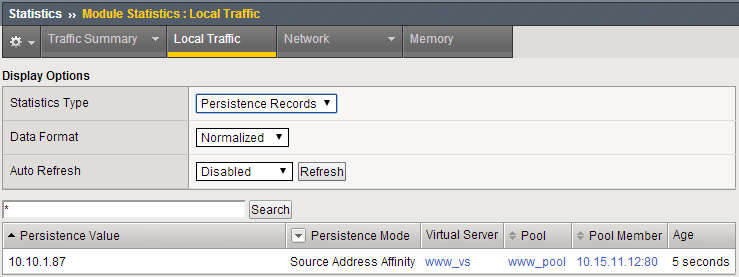 Statistics ›› Module Statistics : Local Traffic
Traffic Summary Local Traffic Network Memory
Display Options
Statistics Type Persistence Records
Data Format Normalized
Auto Refresh Disabled Refresh
* Search
Persistence Value Persistence Mode Virtual Server Pool Pool Member Age
10.10.1.87 Source Address Affinity www_vs www_pool 10.15.11.12:80 5 seconds